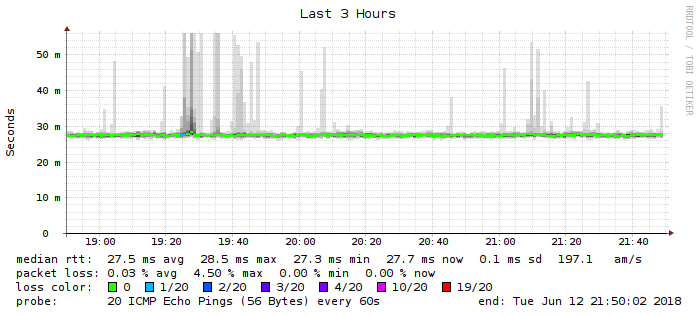 Last 3 Hours
RRDTOOL / TOBI OETIKER
Seconds
50 m
40 m
30 m
20 m
10 m
0
19:00 19:20 19:40 20:00 20:20 20:40 21:00 21:20 21:40
median rtt: 27.5 ms avg 28.5 ms max 27.3 ms min 27.7 ms now 0.1 ms sd 197.1 am/s
packet loss: 0.03 % avg 4.50 % max 0.00 % min 0.00 % now
loss color: 0 1/20 2/20 3/20 4/20 10/20 19/20
probe: 20 ICMP Echo Pings (56 Bytes) every 60s end: Tue Jun 12 21:50:02 2018